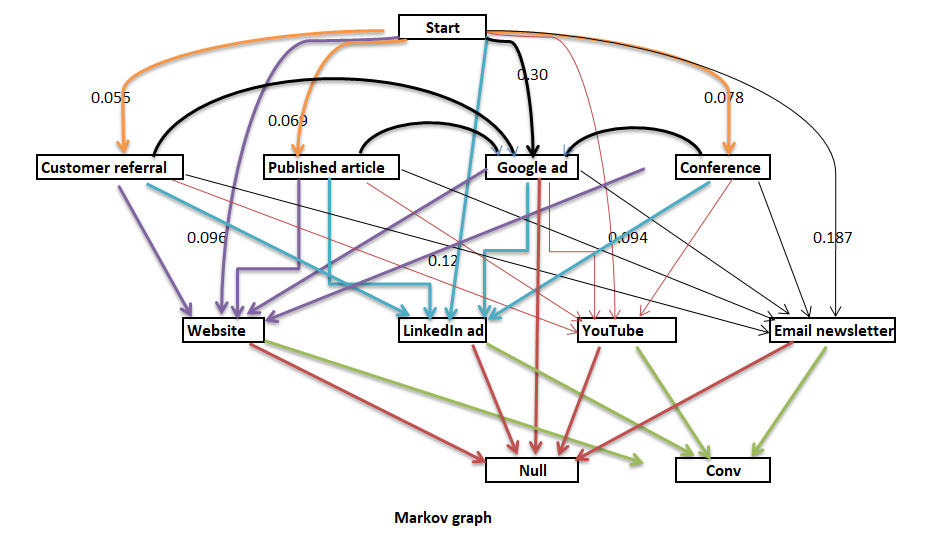 Start
0.30
0.055
0.078
0.069
Customer referral
Published article
Google ad
Conference
0.096
0.12
0.094
0.187
Website
LinkedIn ad
YouTube
Email newsletter
Null
Conv
Markov graph